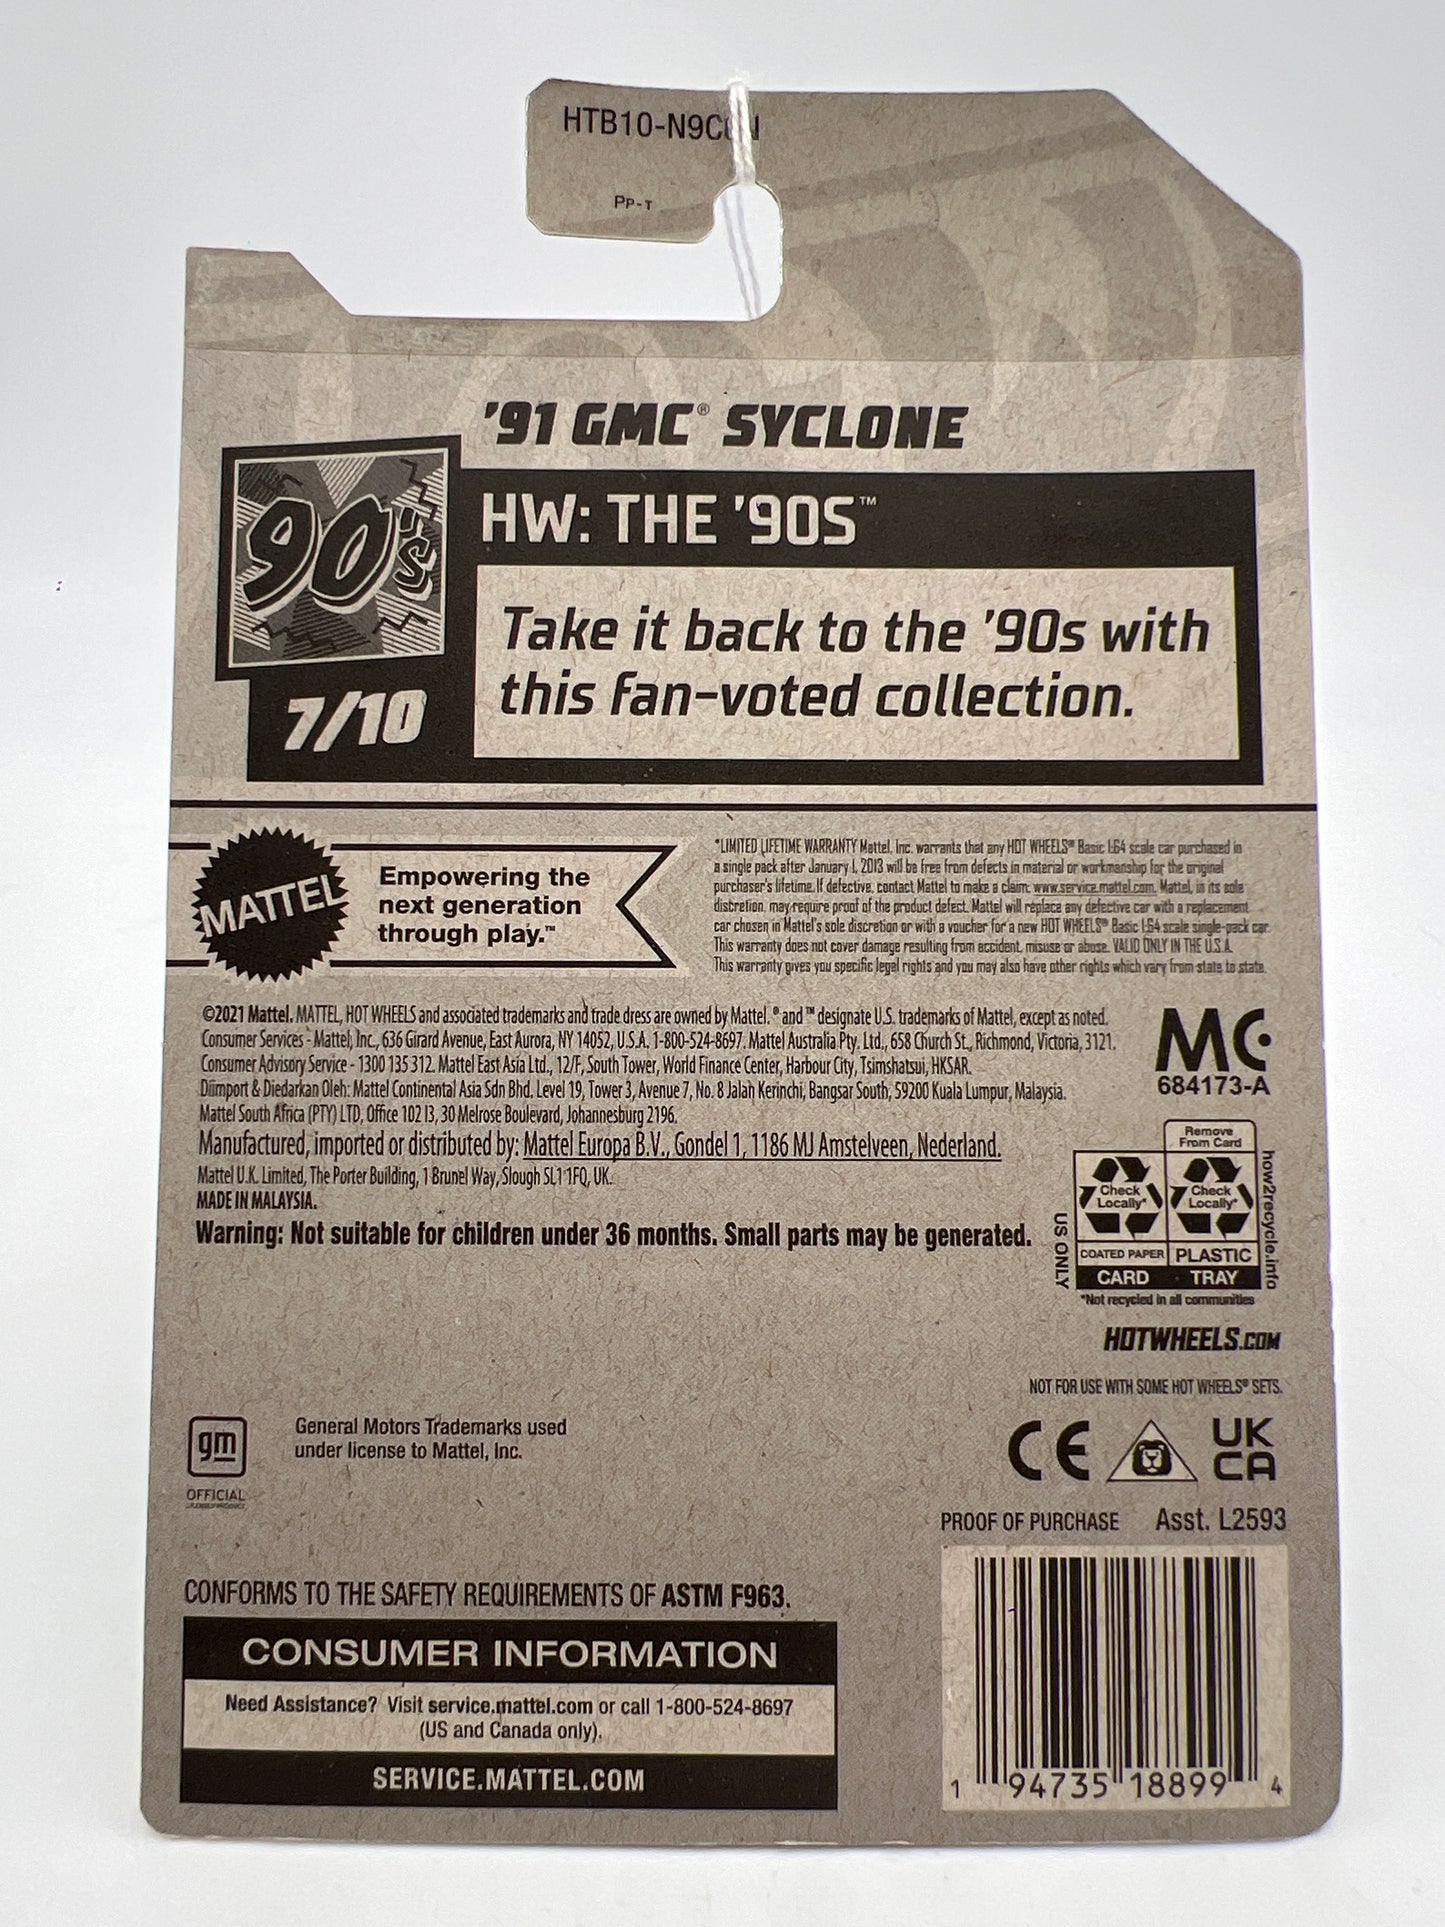 HTB10-N9C
PP-T
'91 GMC® SYCLONE
90's
HW: THE '90S™
Take it back to the '90s with
this fan-voted collection.
7/10
MATTEL
Empowering the
next generation
through play.™
*LIMITED LIFETIME WARRANTY Mattel, Inc. warrants that any HOT WHEELS® Basic 1:64 scale car purchased in
a single pack after January 1, 2013 will be free from defects in material or workmanship for the original
purchaser's lifetime. If defective, contact Mattel to make a claim: www.service.mattel.com. Mattel, in its sole
discretion, may require proof of the product defect. Mattel will replace any defective car with a replacement
car chosen in Mattel's sole discretion or with a voucher for a new HOT WHEELS® Basic 1:64 scale single-pack car.
This warranty does not cover damage resulting from accident, misuse or abuse. VALID ONLY IN THE U.S.A.
This warranty gives you specific legal rights and you may also have other rights which vary from state to state.
©2021 Mattel. MATTEL, HOT WHEELS and associated trademarks and trade dress are owned by Mattel. ® and ™ designate U.S. trademarks of Mattel, except as noted.
Consumer Services - Mattel, Inc., 636 Girard Avenue, East Aurora, NY 14052, U.S.A. 1-800-524-8697. Mattel Australia Pty. Ltd., 658 Church St., Richmond, Victoria, 3121.
Consumer Advisory Service - 1300 135 312. Mattel East Asia Ltd., 12/F, South Tower, World Finance Center, Harbour City, Tsimshatsui, HKSAR.
Diimport & Diedarkan Oleh: Mattel Continental Asia Sdn Bhd. Level 19, Tower 3, Avenue 7, No. 8 Jalah Kerinchi, Bangsar South, 59200 Kuala Lumpur, Malaysia.
Mattel South Africa (PTY) LTD, Office 102 I3, 30 Melrose Boulevard, Johannesburg 2196.
Manufactured, imported or distributed by: Mattel Europa B.V., Gondel 1, 1186 MJ Amstelveen, Nederland.
Mattel U.K. Limited, The Porter Building, 1 Brunel Way, Slough SL1 1FQ, UK.
MADE IN MALAYSIA.
Warning: Not suitable for children under 36 months. Small parts may be generated.
MC
684173-A
Remove
From Card
Check
Locally*
Check
Locally*
COATED PAPER
PLASTIC
CARD
TRAY
US ONLY
how2recycle.info
*Not recycled in all communities
HOTWHEELS.COM
NOT FOR USE WITH SOME HOT WHEELS® SETS.
gm
OFFICIAL
General Motors Trademarks used
under license to Mattel, Inc.
CE
UK
CA
PROOF OF PURCHASE Asst. L2593
CONFORMS TO THE SAFETY REQUIREMENTS OF ASTM F963.
CONSUMER INFORMATION
Need Assistance? Visit service.mattel.com or call 1-800-524-8697
(US and Canada only).
SERVICE.MATTEL.COM
1 94735 18899 4